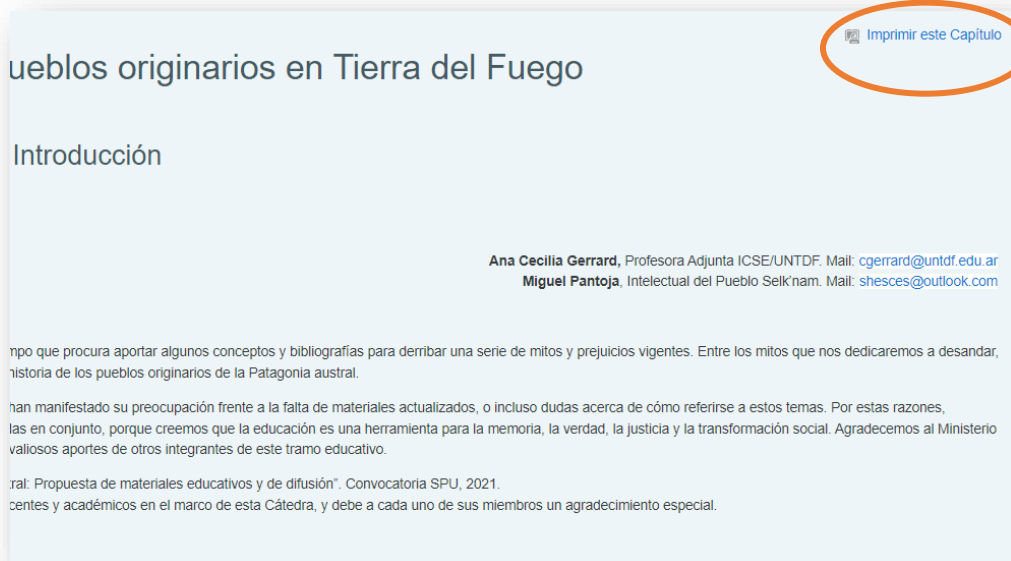 Imprimir este Capítulo
ueblos originarios en Tierra del Fuego
Introducción
Ana Cecilia Gerrard, Profesora Adjunta ICSE/UNTDF. Mail: cgerrard@untdf.edu.ar
Miguel Pantoja, Intelectual del Pueblo Selk'nam. Mail: shesces@outlook.com
mpo que procura aportar algunos conceptos y bibliografías para derribar una serie de mitos y prejuicios vigentes. Entre los mitos que nos dedicaremos a desandar,
historia de los pueblos originarios de la Patagonia austral.
han manifestado su preocupación frente a la falta de materiales actualizados, o incluso dudas acerca de cómo referirse a estos temas. Por estas razones,
las en conjunto, porque creemos que la educación es una herramienta para la memoria, la verdad, la justicia y la transformación social. Agradecemos al Ministerio
valiosos aportes de otros integrantes de este tramo educativo.
ral: Propuesta de materiales educativos y de difusión". Convocatoria SPU, 2021.
centes y académicos en el marco de esta Cátedra, y debe a cada uno de sus miembros un agradecimiento especial.